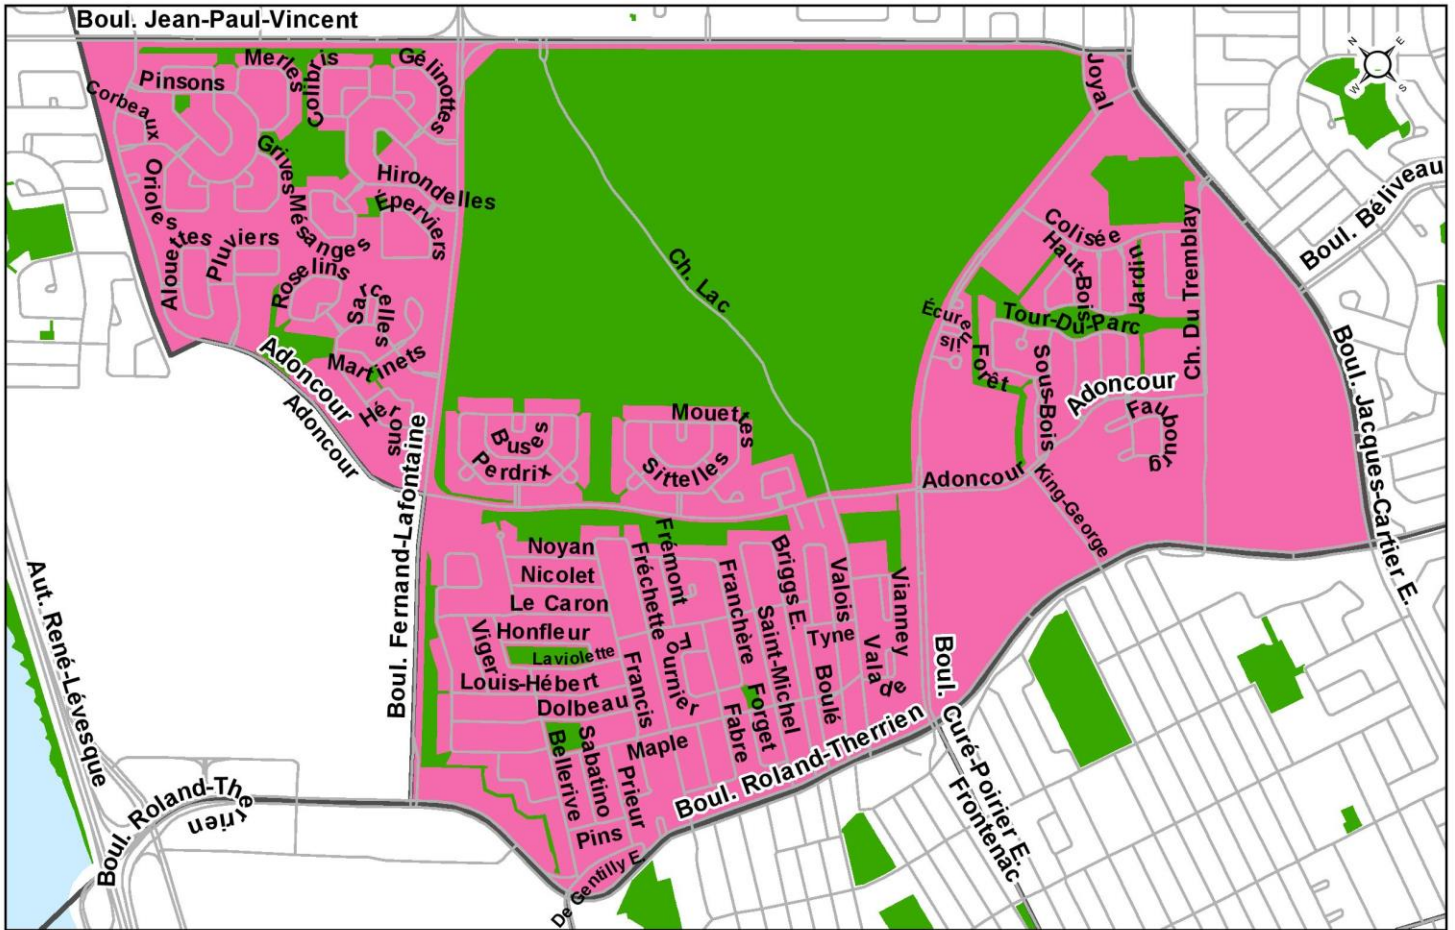 Boul. Jean-Paul-Vincent
N
E
W
S
Merles
Colibris
Gélinottes
Pinsons
Corbeaux
Joyal
Grives
Orioles
Hirondelles
Éperviers
Mésanges
Alouettes
Pluviers
Roselins
Sarcelles
Martinets
Hérons
Adoncour
Adoncour
Ch. Lac
Boul. Béliveau
Colisée
Haut-Bois
Jardin
Ch. Du Tremblay
Écureuils
Tour-Du-Parc
Forêt
Sous-Bois
Adoncour
Faubourg
Boul. Jacques-Cartier E.
Mouettes
Buses
Perdrix
Sittelles
Adoncour
King-George
Boul. Fernand-Lafontaine
Noyan
Nicolet
Le Caron
Honfleur
Laviolette
Viger
Louis-Hébert
Dolbeau
Frémont
Fréchette
Fournier
Francis
Franchère
Briggs E.
Saint-Michel
Valois
Tyne
Vianney
Valade
Boulé
Forget
Fabre
Maple
Bellerive
Sabatino
Prieur
Pins
De Gentilly E.
Boul. Roland-Therrien
Boul. Curé-Poirier E.
Frontenac
Aut. René-Lévesque
Boul. Roland-Therrien